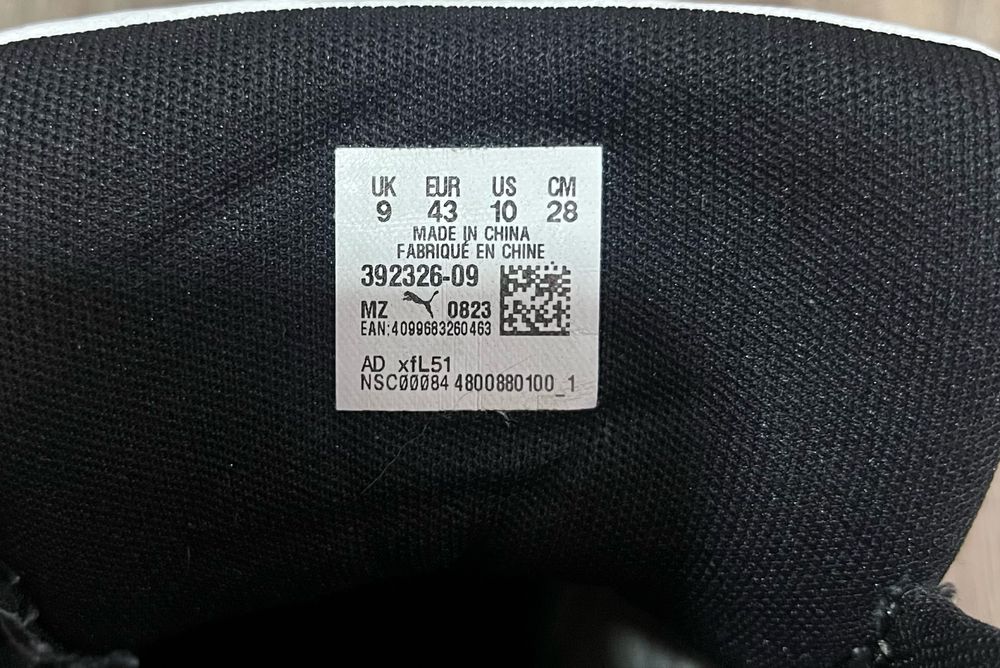 UK EUR US CM
9 43 10 28
MADE IN CHINA
FABRIQUÉ EN CHINE
392326-09
MZ 0823
EAN:4099683260463
AD xfL51
NSC00084 4800880100_1